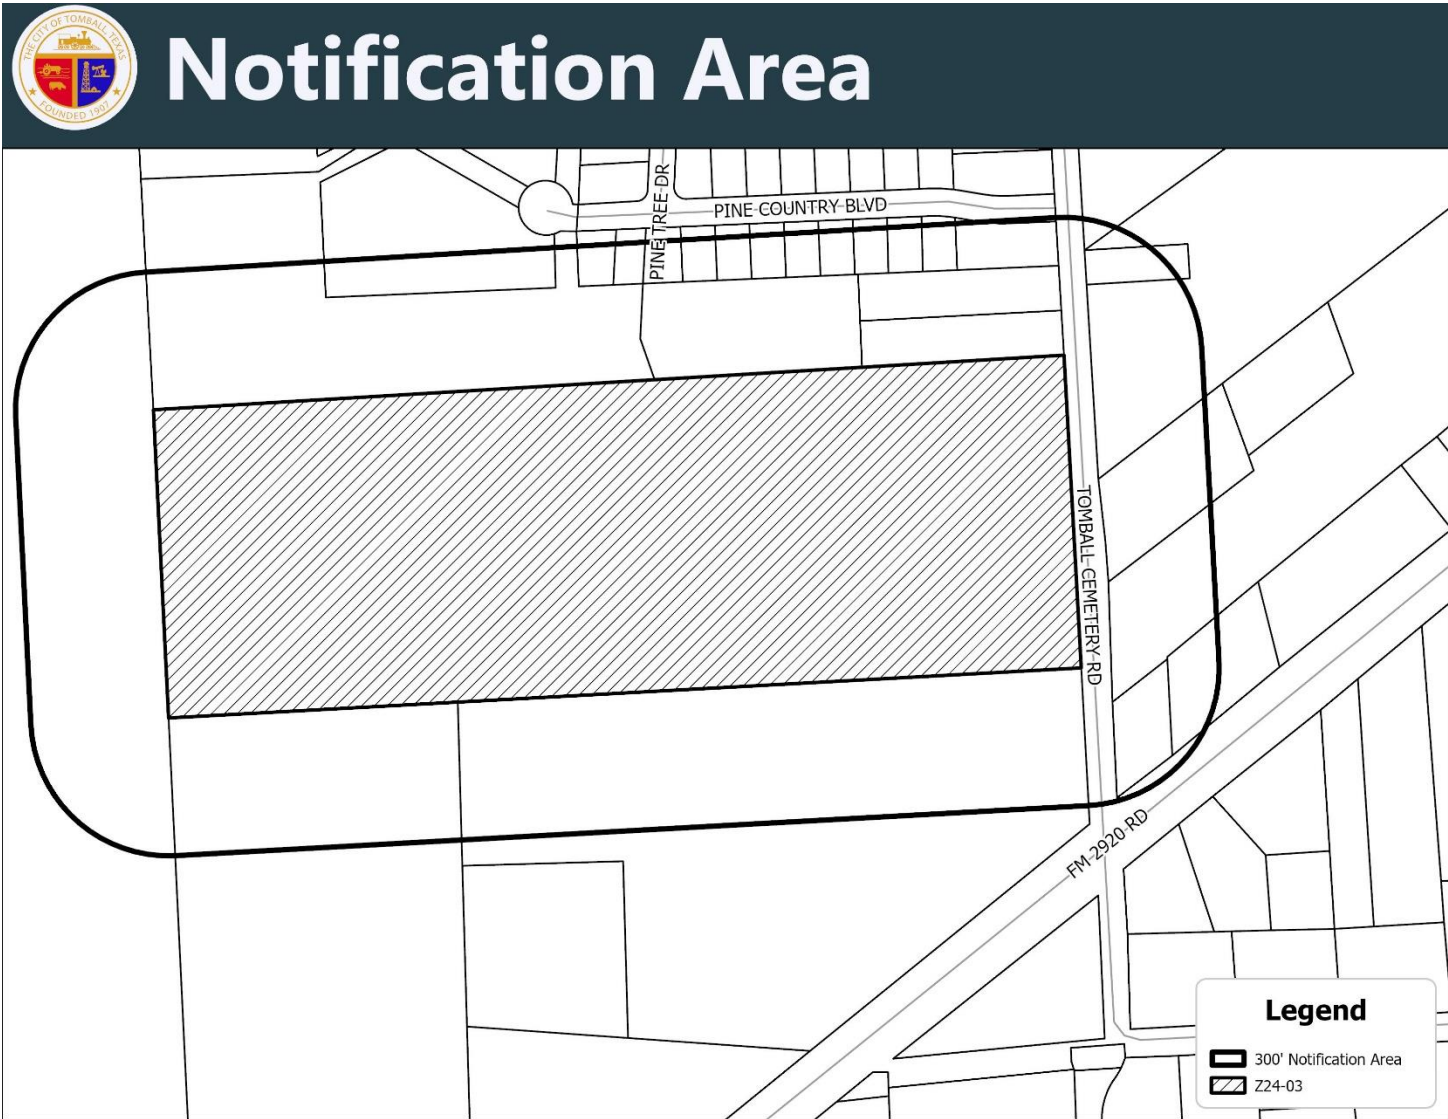 THE CITY OF TOMBALL, TEXAS
FOUNDED 1907
Notification Area
PINE TREE DR
PINE COUNTRY BLVD
TOMBALL CEMETERY RD
FM 2920 RD
Legend
300' Notification Area
Z24-03